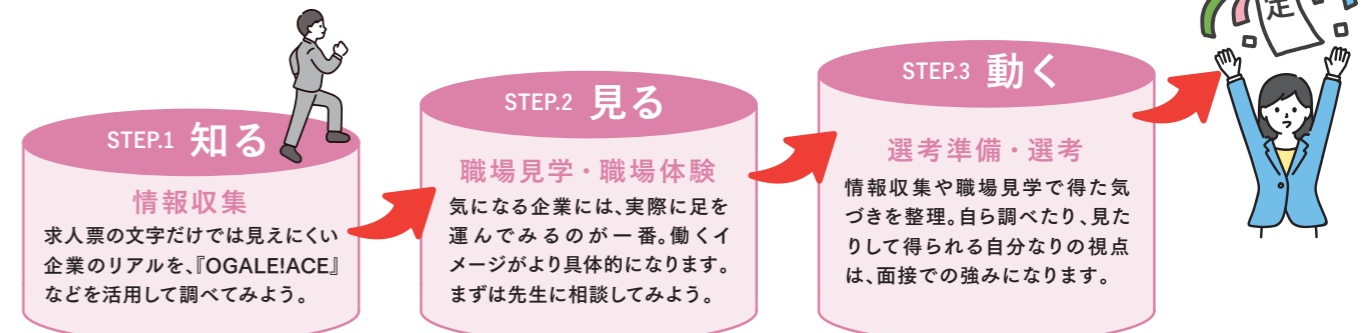 STEP.1 知る
情報収集
求人票の文字だけでは見えにくい
企業のリアルを、『OGALE!ACE』
などを活用して調べてみよう。
STEP.2 見る
職場見学・職場体験
気になる企業には、実際に足を
運んでみるのが一番。働くイ
メージがより具体的になります。
まずは先生に相談してみよう。
STEP.3 動く
選考準備・選考
情報収集や職場見学で得た気
づきを整理。自ら調べたり、見た
りして得られる自分なりの視点
は、面接での強みになります。
定